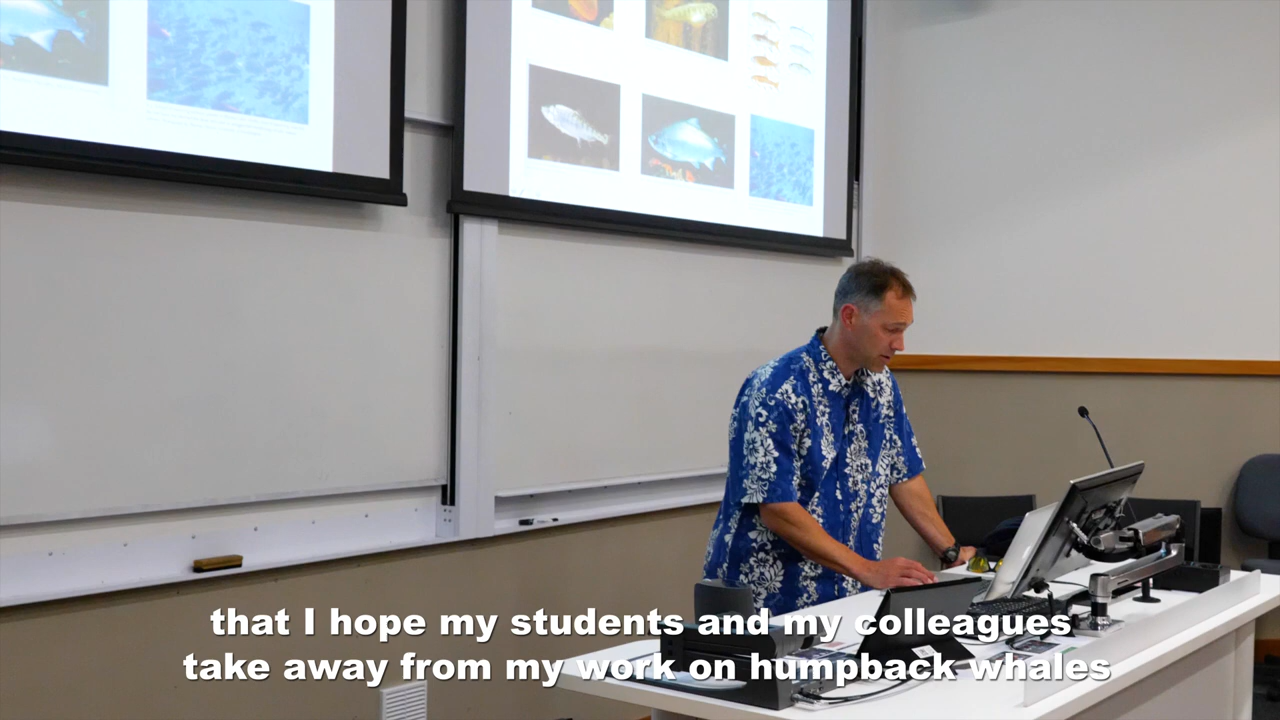 that I hope my students and my colleagues
take away from my work on humpback whales